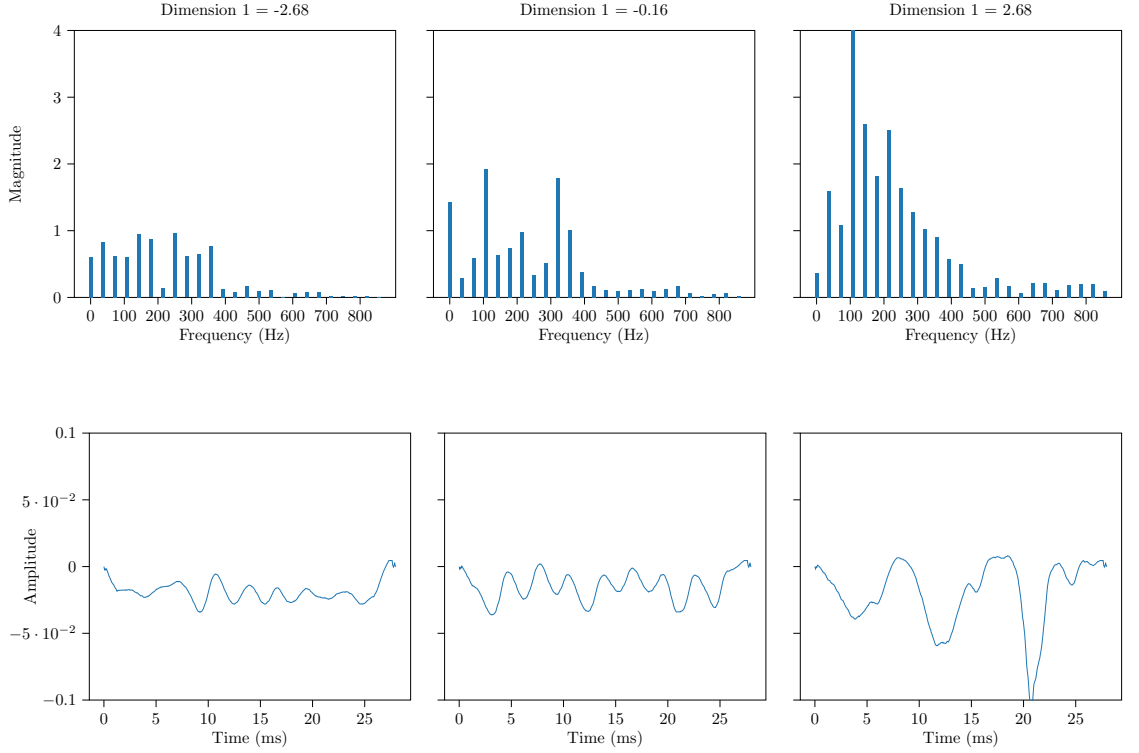 Dimension 1 = -2.68
Dimension 1 = -0.16
Dimension 1 = 2.68
Magnitude
4
3
2
1
0
0 100 200 300 400 500 600 700 800
0 100 200 300 400 500 600 700 800
0 100 200 300 400 500 600 700 800
Frequency (Hz)
Frequency (Hz)
Frequency (Hz)
Amplitude
0.1
5 · 10⁻²
0
−5 · 10⁻²
−0.1
0 5 10 15 20 25
0 5 10 15 20 25
0 5 10 15 20 25
Time (ms)
Time (ms)
Time (ms)